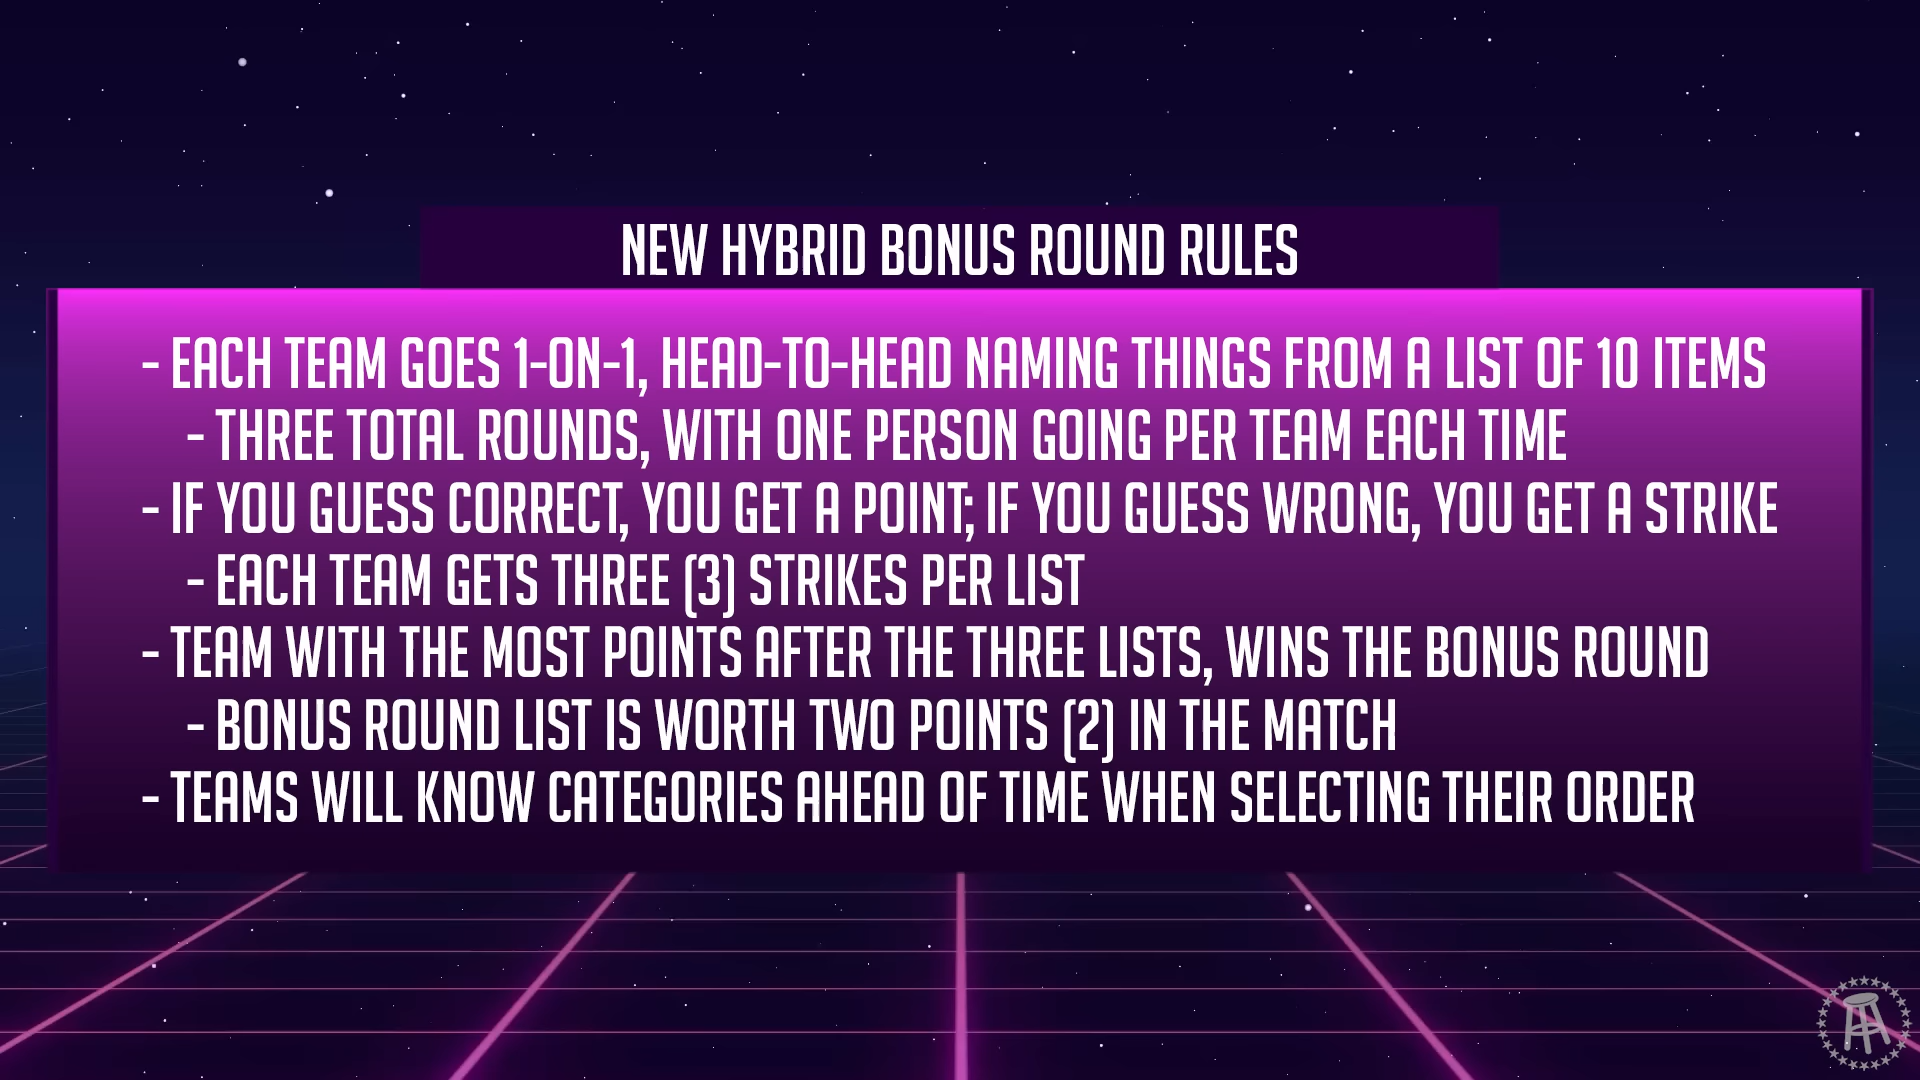 NEW HYBRID BONUS ROUND RULES
- EACH TEAM GOES 1-ON-1, HEAD-TO-HEAD NAMING THINGS FROM A LIST OF 10 ITEMS
- THREE TOTAL ROUNDS, WITH ONE PERSON GOING PER TEAM EACH TIME
- IF YOU GUESS CORRECT, YOU GET A POINT; IF YOU GUESS WRONG, YOU GET A STRIKE
- EACH TEAM GETS THREE (3) STRIKES PER LIST
- TEAM WITH THE MOST POINTS AFTER THE THREE LISTS, WINS THE BONUS ROUND
- BONUS ROUND LIST IS WORTH TWO POINTS (2) IN THE MATCH
- TEAMS WILL KNOW CATEGORIES AHEAD OF TIME WHEN SELECTING THEIR ORDER